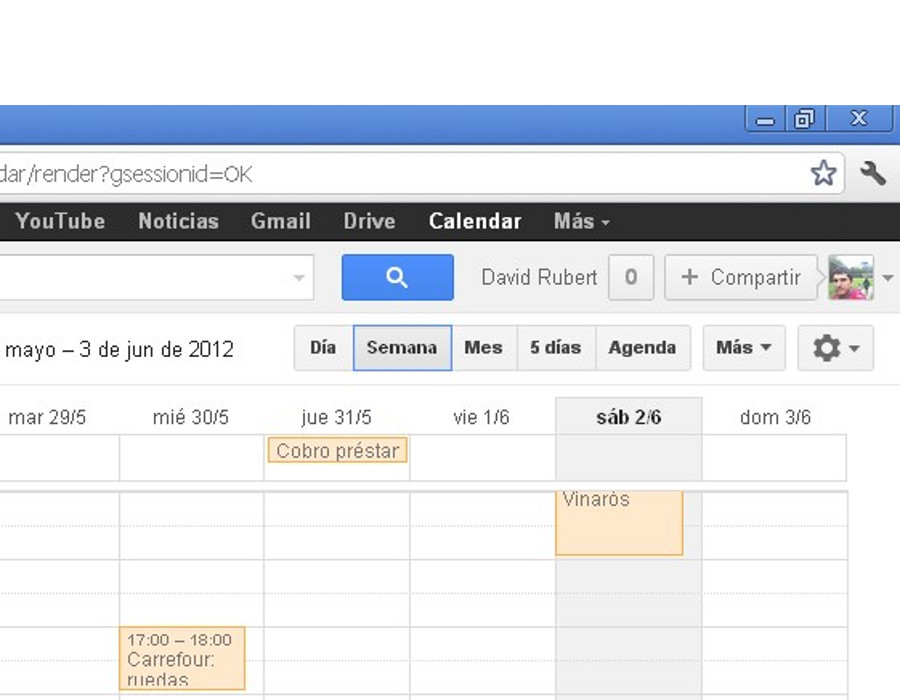 dar/render?gsessionid=OK
YouTube Noticias Gmail Drive Calendar Más
David Rubert 0 + Compartir
mayo – 3 de jun de 2012 Día Semana Mes 5 días Agenda Más
mar 29/5 mié 30/5 jue 31/5 vie 1/6 sáb 2/6 dom 3/6
Cobro préstar
Vinaròs
17:00 – 18:00
Carrefour:
ruedas